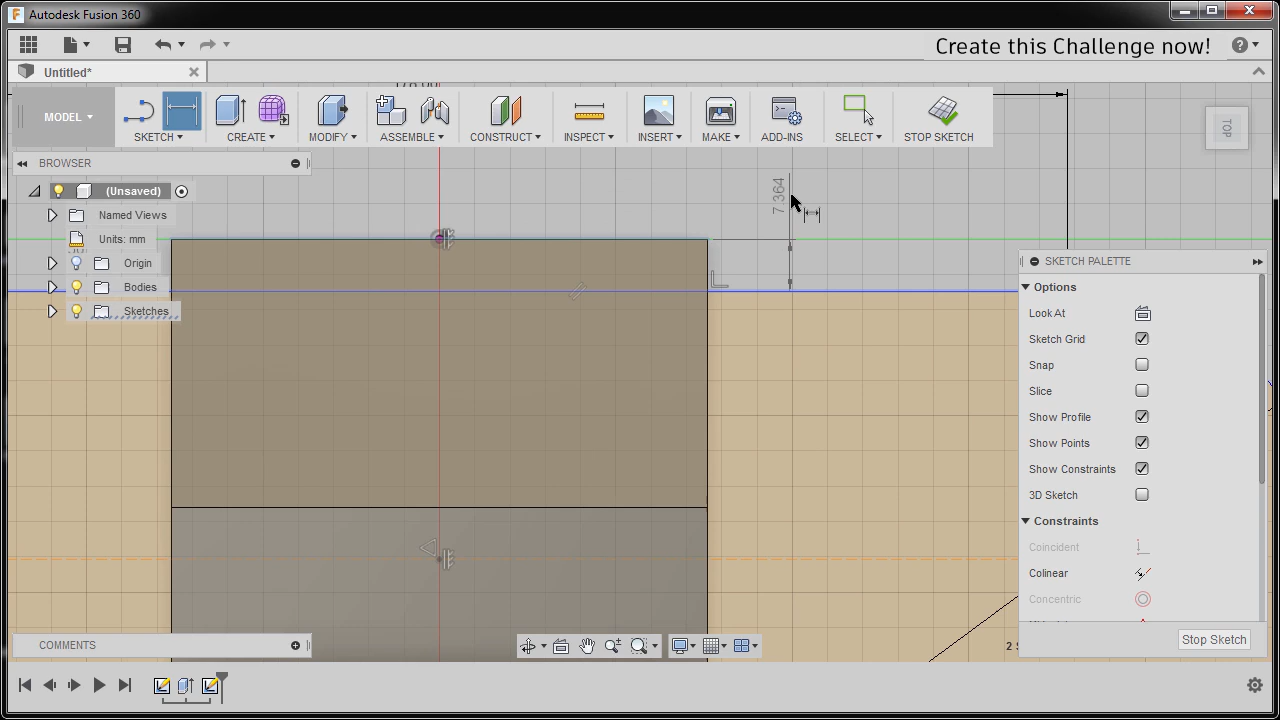 Autodesk Fusion 360
Create this Challenge now!
Untitled*
MODEL
SKETCH
CREATE
MODIFY
ASSEMBLE
CONSTRUCT
INSPECT
INSERT
MAKE
ADD-INS
SELECT
STOP SKETCH
TOP
BROWSER
(Unsaved)
Named Views
Units: mm
Origin
Bodies
Sketches
7.364
SKETCH PALETTE
Options
Look At
Sketch Grid
Snap
Slice
Show Profile
Show Points
Show Constraints
3D Sketch
Constraints
Coincident
Colinear
Concentric
Stop Sketch
COMMENTS